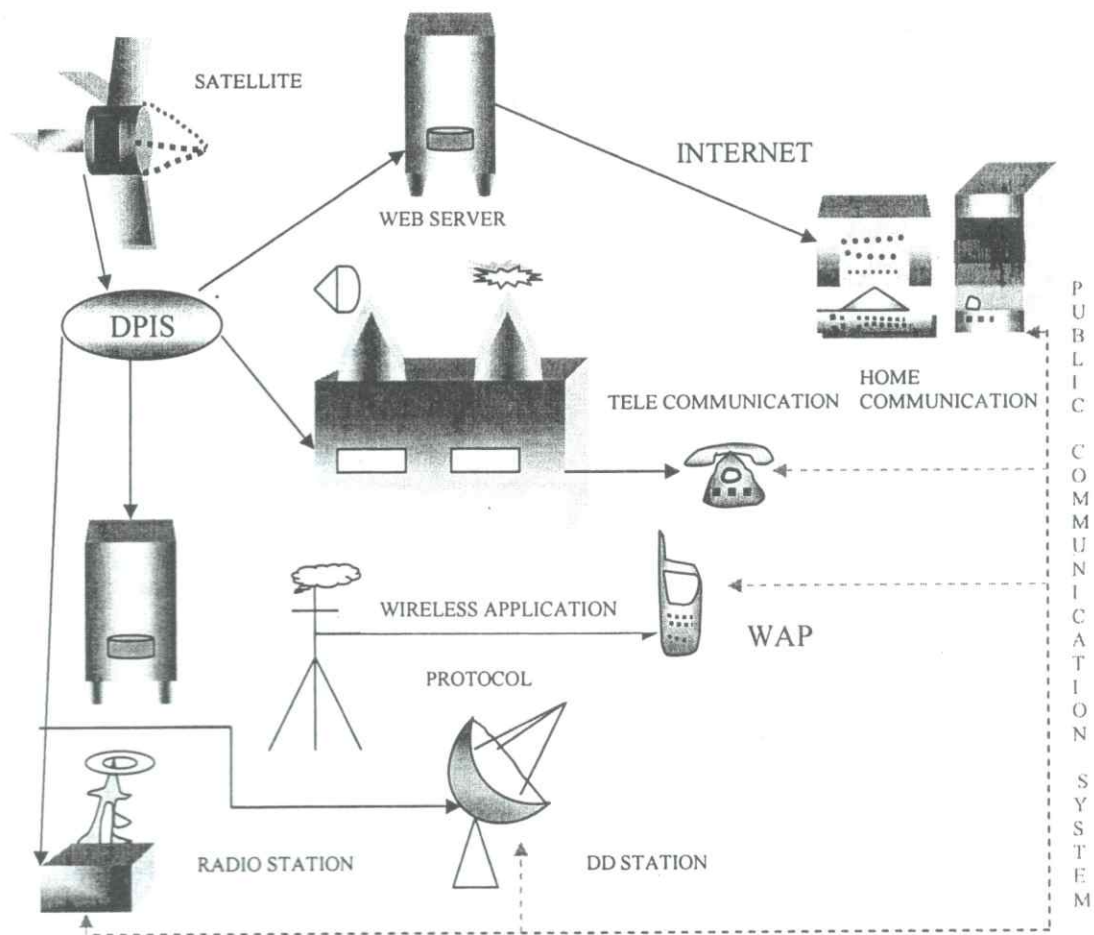 SATELLITE
WEB SERVER
INTERNET
DPIS
TELE COMMUNICATION
HOME
COMMUNICATION
WIRELESS APPLICATION
PROTOCOL
WAP
RADIO STATION
DD STATION
PUBLIC COMMUNICATION SYSTEM